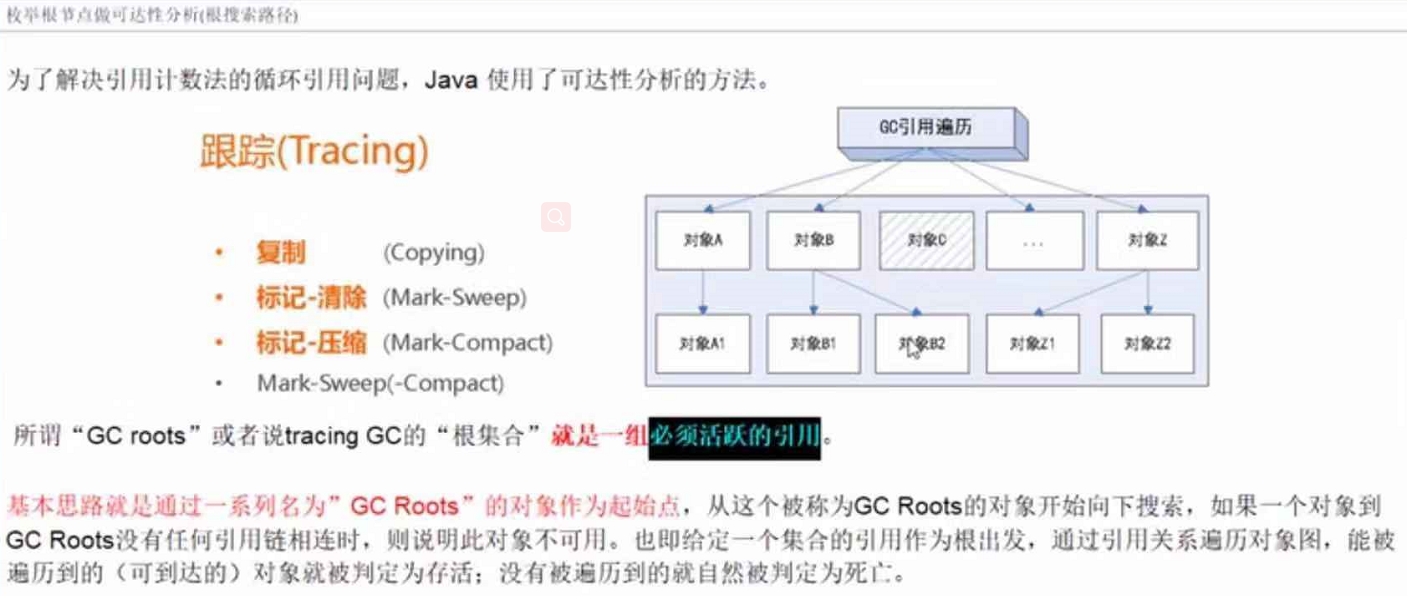 枚举根节点做可达性分析(根搜索路径)
为了解决引用计数法的循环引用问题，Java 使用了可达性分析的方法。
跟踪(Tracing)
• 复制 (Copying)
• 标记-清除 (Mark-Sweep)
• 标记-压缩 (Mark-Compact)
• Mark-Sweep(-Compact)
GC引用遍历
对象A 对象B 对象C ... 对象Z
对象A1 对象B1 对象B2 对象Z1 对象Z2
所谓“GC roots”或者说tracing GC的“根集合”就是一组必须活跃的引用。
基本思路就是通过一系列名为”GC Roots”的对象作为起始点，从这个被称为GC Roots的对象开始向下搜索，如果一个对象到
GC Roots没有任何引用链相连时，则说明此对象不可用。也即给定一个集合的引用作为根出发，通过引用关系遍历对象图，能被
遍历到的（可到达的）对象就被判定为存活；没有被遍历到的就自然被判定为死亡。